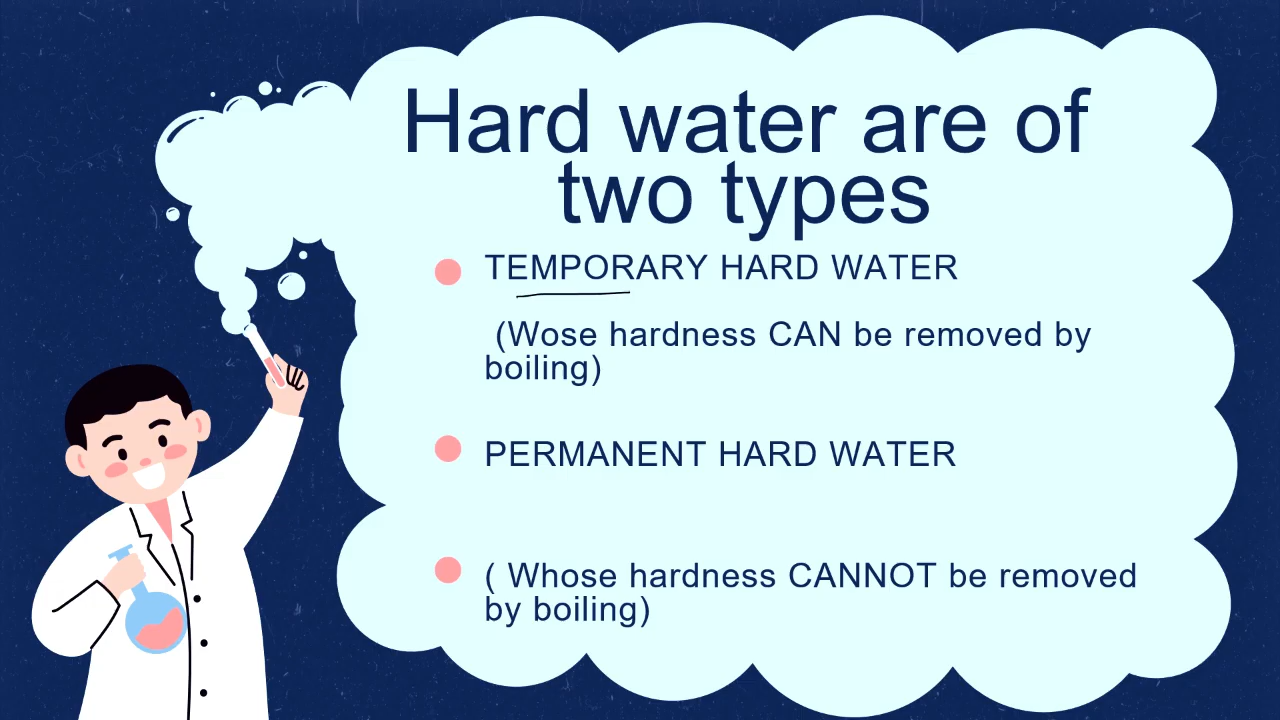 Hard water are of
two types
TEMPORARY HARD WATER
(Wose hardness CAN be removed by
boiling)
PERMANENT HARD WATER
( Whose hardness CANNOT be removed
by boiling)